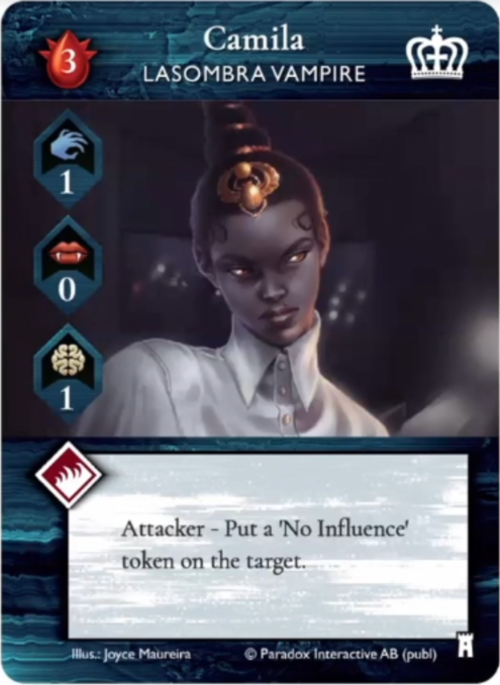 Camila
3
LASOMBRA VAMPIRE
1
0
1
Attacker - Put a 'No Influence'
token on the target.
Illus.: Joyce Maureira © Paradox Interactive AB (publ)